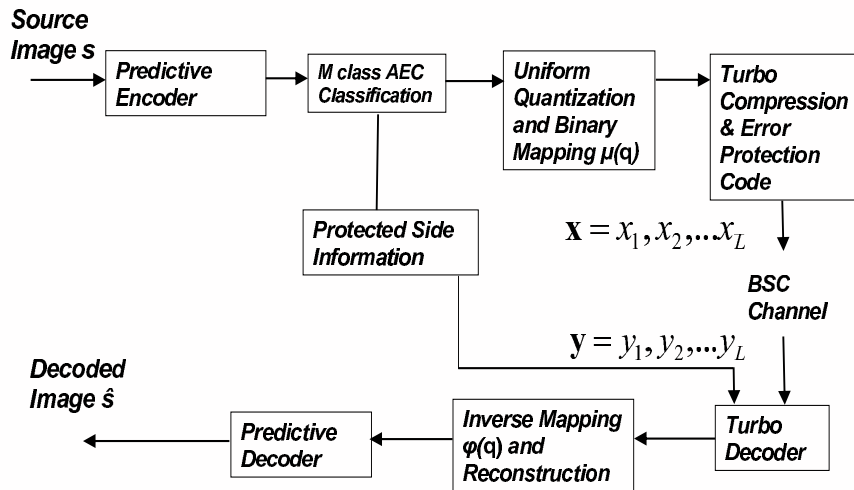 Source
Image s
Predictive
Encoder
M class AEC
Classification
Uniform
Quantization
and Binary
Mapping μ(q)
Turbo
Compression
& Error
Protection
Code
Protected Side
Information
x = x1, x2,...xL
BSC
Channel
y = y1, y2,...yL
Decoded
Image ŝ
Predictive
Decoder
Inverse Mapping
φ(q) and
Reconstruction
Turbo
Decoder